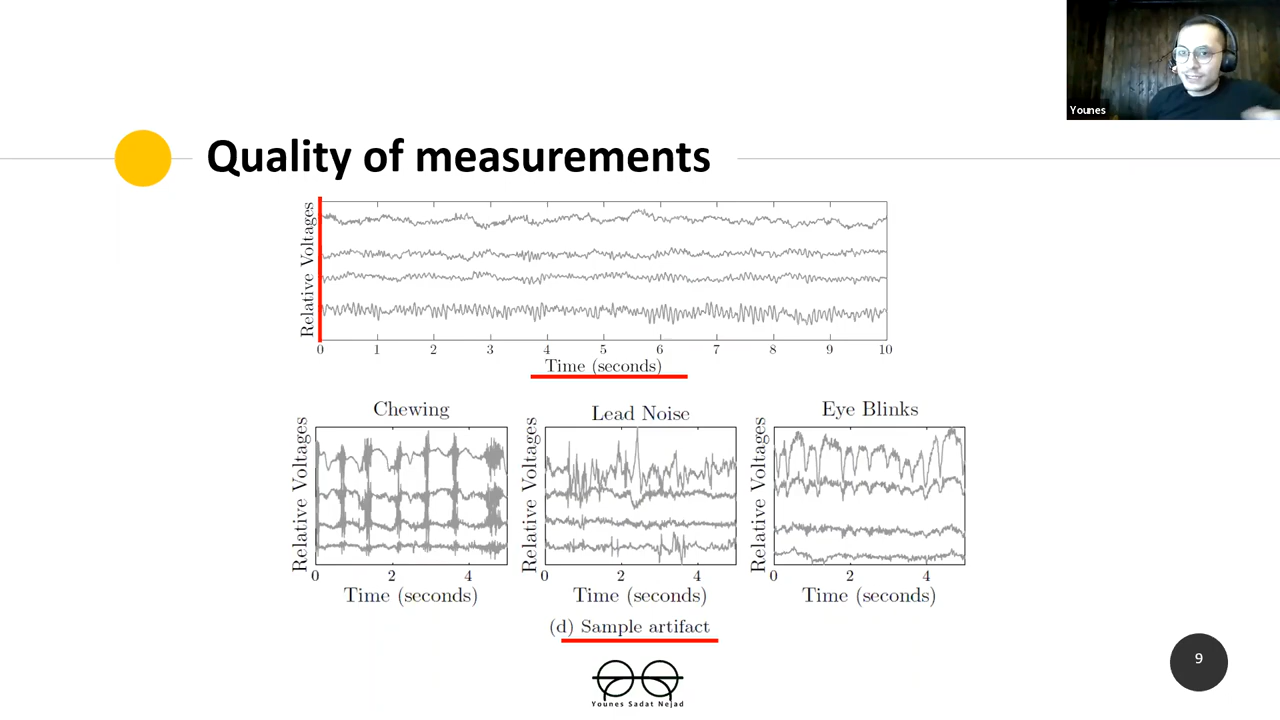 Younes
Quality of measurements
Relative Voltages
0 1 2 3 4 5 6 7 8 9 10
Time (seconds)
Chewing
Lead Noise
Eye Blinks
Relative Voltages
Relative Voltages
Relative Voltages
0 2 4
0 2 4
0 2 4
Time (seconds)
Time (seconds)
Time (seconds)
(d) Sample artifact
9
Younes Sadat Nejad